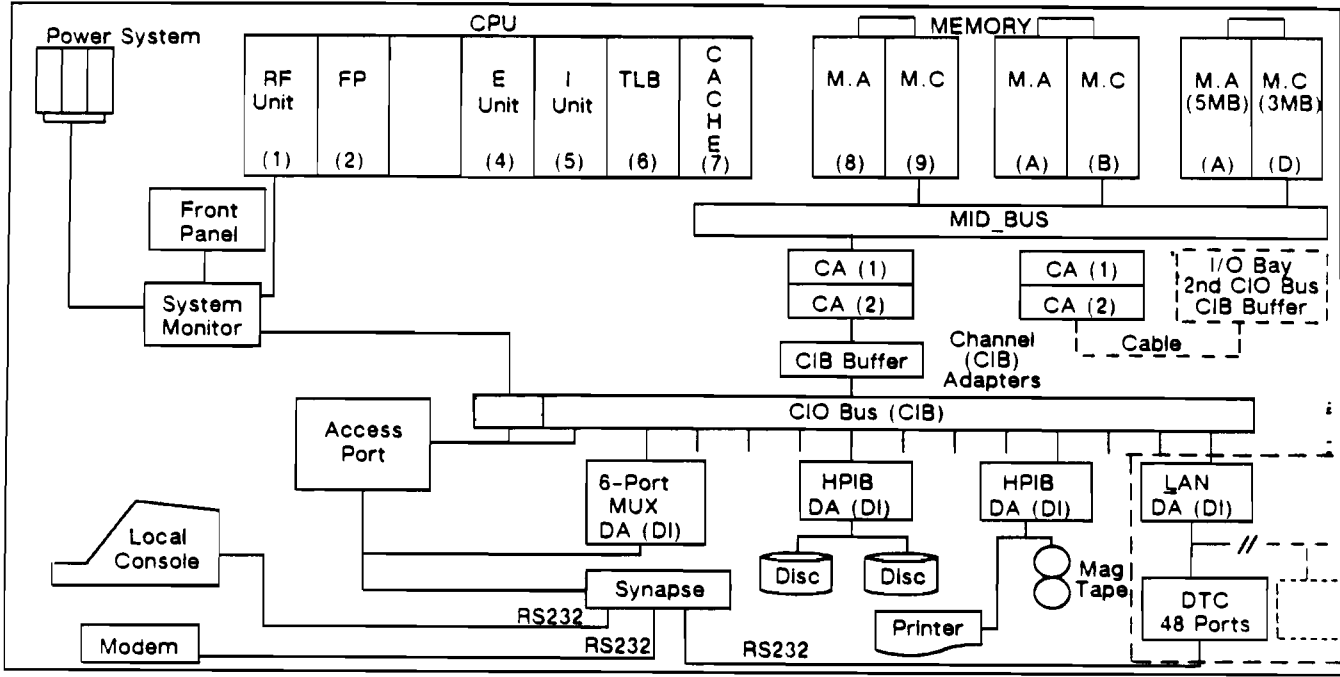 CPU
MEMORY
Power System
RF
Unit
(1)
FP
(2)
E
Unit
(4)
I
Unit
(5)
TLB
(6)
C
A
C
H
E
(7)
M.A
(8)
M.C
(9)
M.A
(A)
M.C
(B)
M.A
(5MB)
(A)
M.C
(3MB)
(D)
MID_BUS
Front
Panel
System
Monitor
CA (1)
CA (2)
CA (1)
CA (2)
I/O Bay
2nd CIO Bus
CIB Buffer
Cable
CIB Buffer
Channel
(CIB)
Adapters
CIO Bus (CIB)
Access
Port
6-Port
MUX
DA (DI)
HPIB
DA (DI)
HPIB
DA (DI)
LAN
DA (DI)
Local
Console
Disc
Disc
Mag
Tape
Synapse
Printer
DTC
48 Ports
RS232
RS232
RS232
Modem